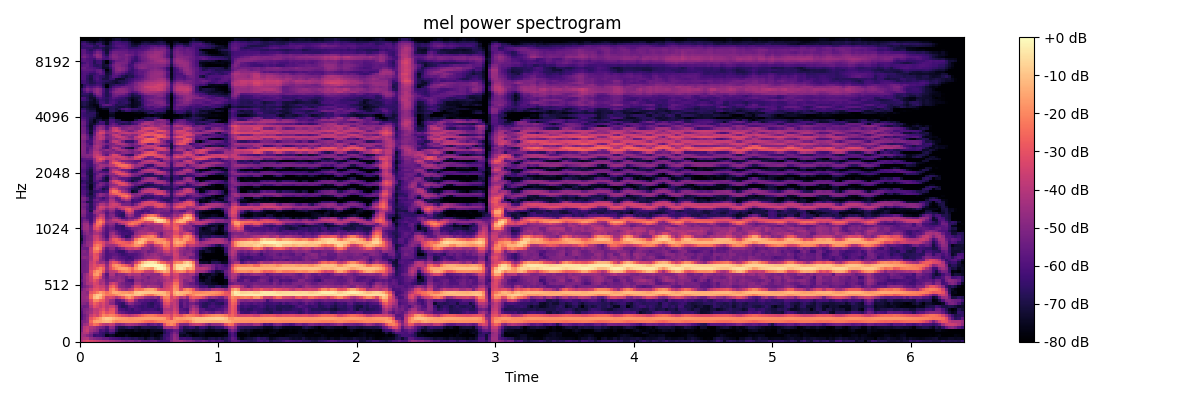 mel power spectrogram
8192
4096
2048
1024
512
0
Hz
0 1 2 3 4 5 6
Time
+0 dB
-10 dB
-20 dB
-30 dB
-40 dB
-50 dB
-60 dB
-70 dB
-80 dB